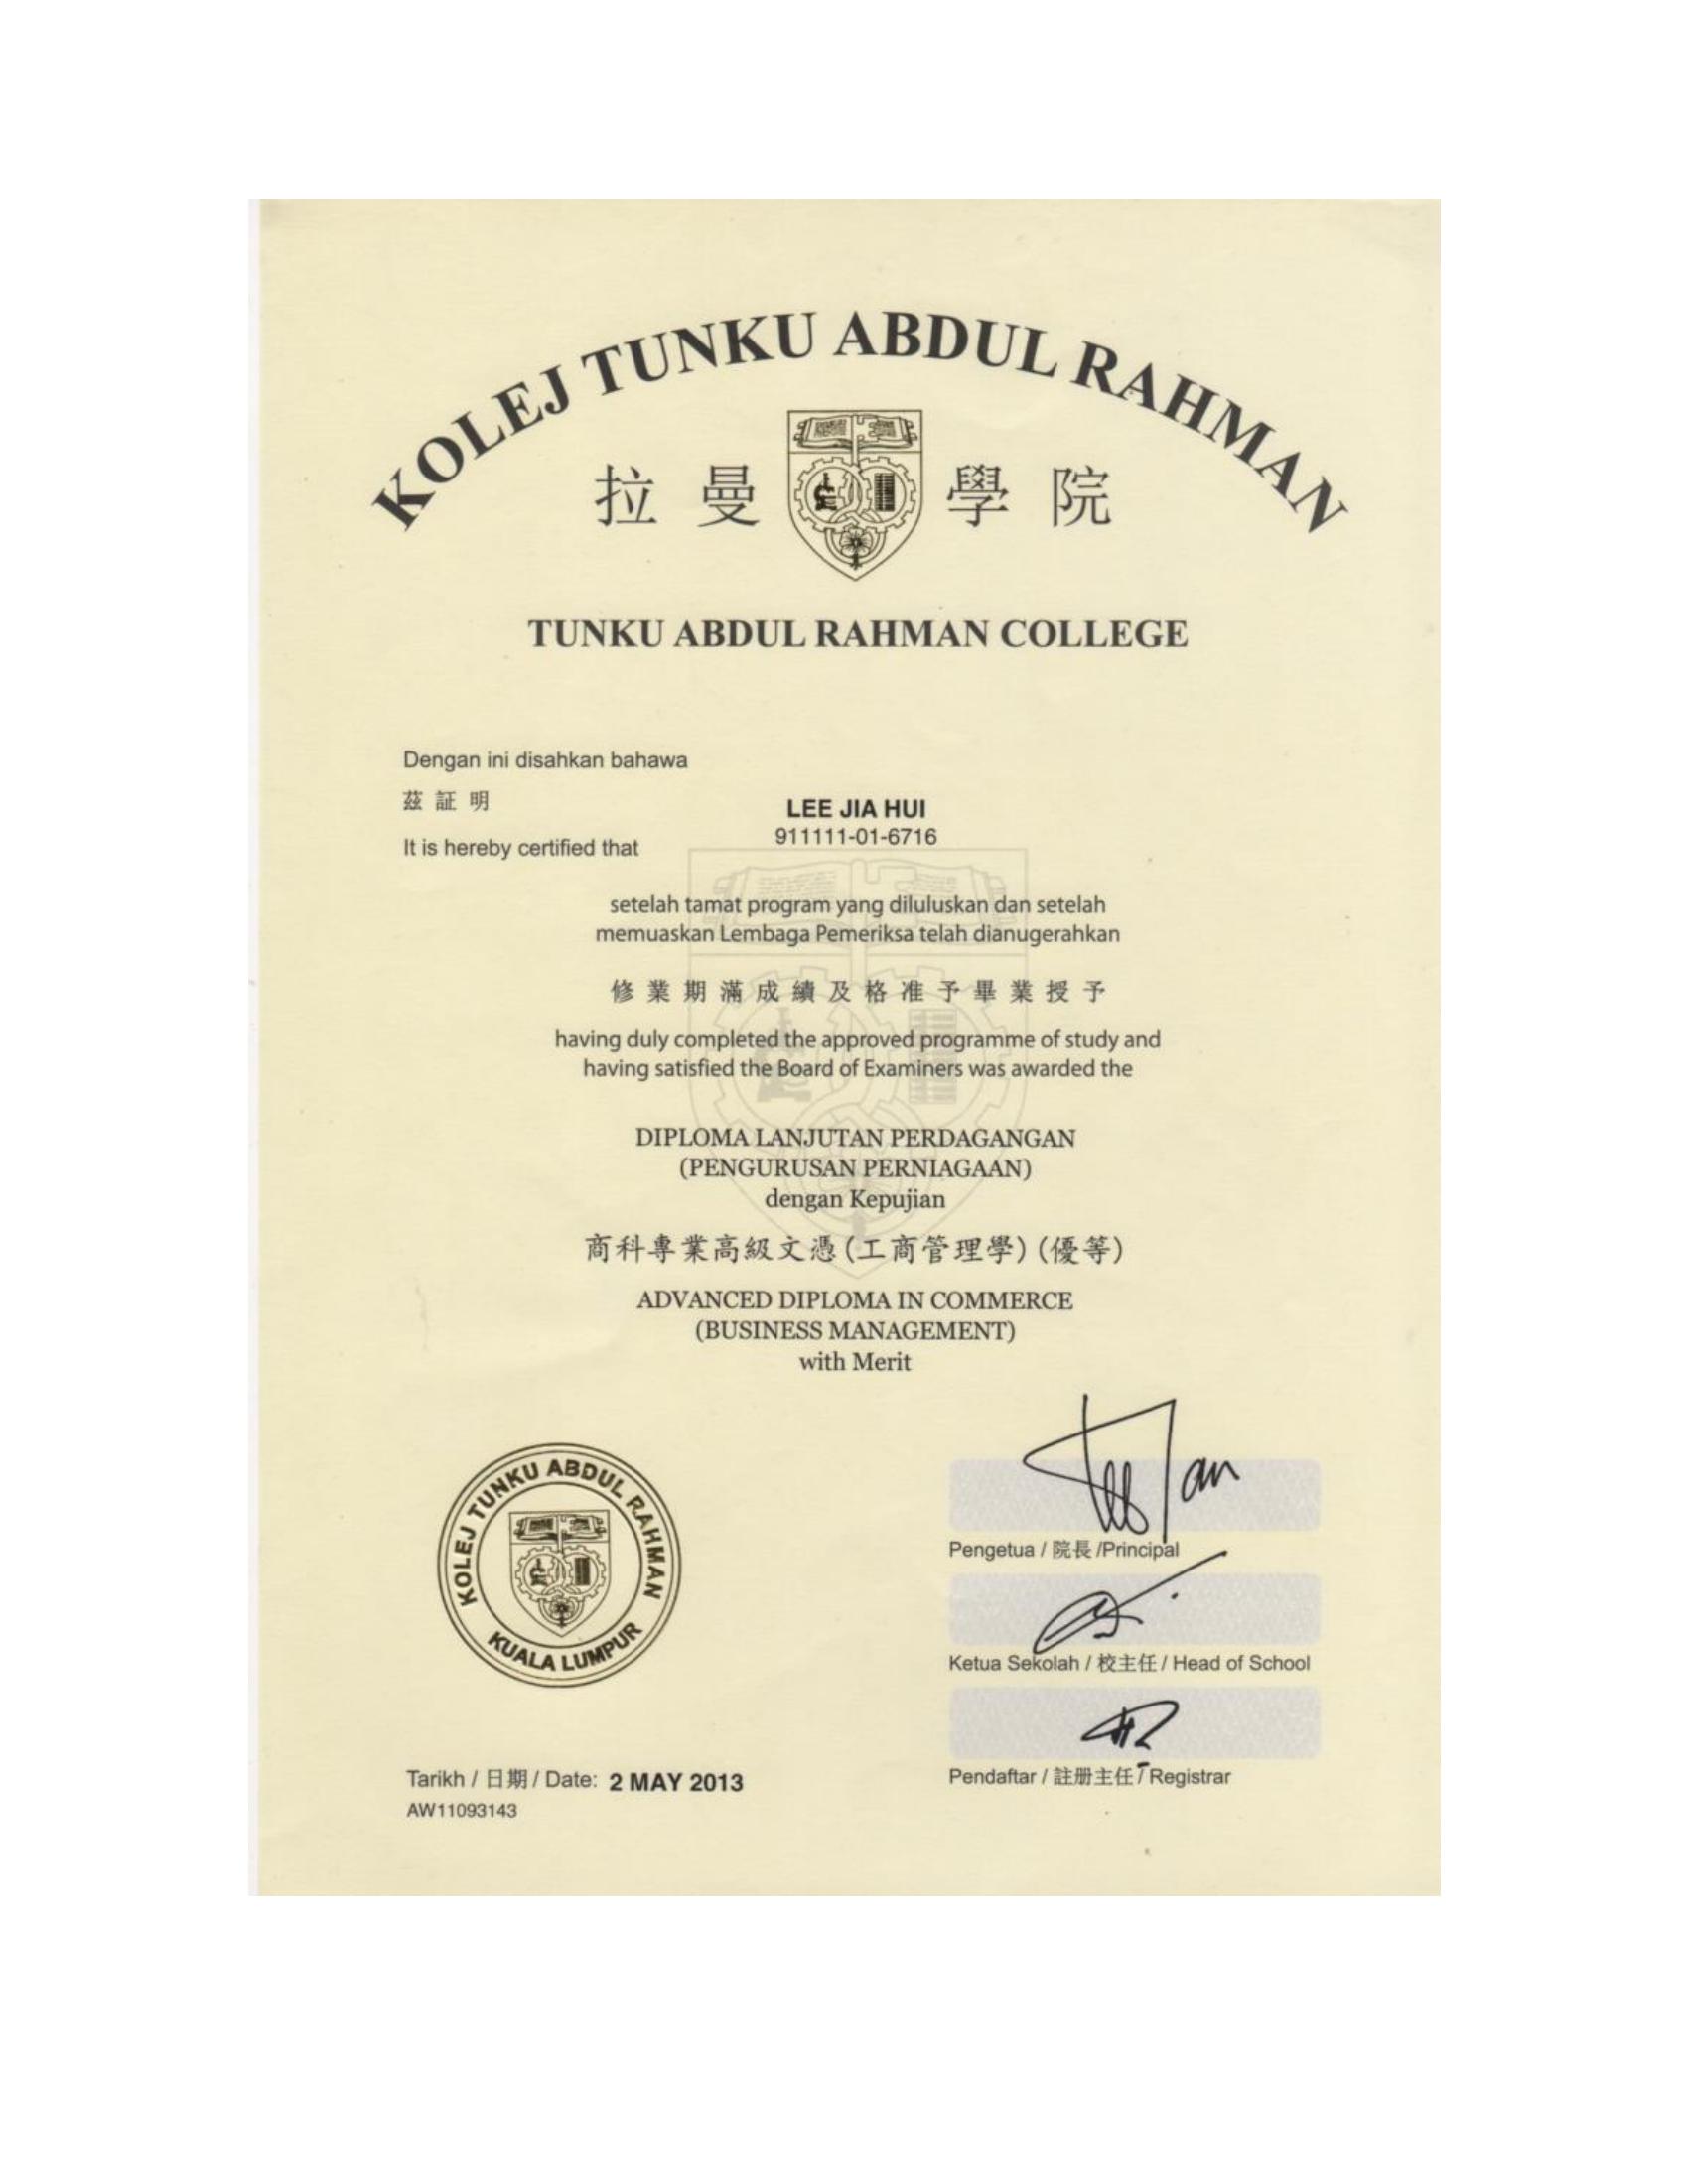 KOLEJ TUNKU ABDUL RAHMAN
拉曼學院
TUNKU ABDUL RAHMAN COLLEGE
Dengan ini disahkan bahawa
茲証明
It is hereby certified that
LEE JIA HUI
911111-01-6716
setelah tamat program yang diluluskan dan setelah
memuaskan Lembaga Pemeriksa telah dianugerahkan
修業期滿成績及格准予畢業授予
having duly completed the approved programme of study and
having satisfied the Board of Examiners was awarded the
DIPLOMA LANJUTAN PERDAGANGAN
(PENGURUSAN PERNIAGAAN)
dengan Kepujian
商科專業高級文憑(工商管理學)(優等)
ADVANCED DIPLOMA IN COMMERCE
(BUSINESS MANAGEMENT)
with Merit
KOLEJ TUNKU ABDUL RAHMAN
KUALA LUMPUR
Pengetua / 院長 /Principal
Ketua Sekolah / 校主任 / Head of School
Pendaftar / 註册主任 / Registrar
Tarikh / 日期 / Date: 2 MAY 2013
AW11093143